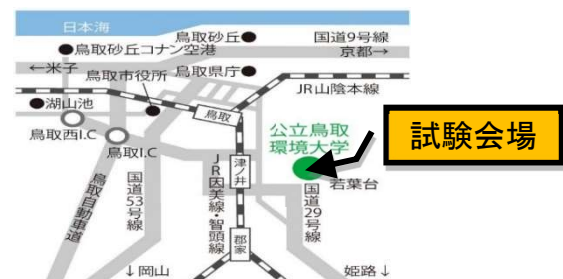 日本海
鳥取砂丘
国道9号線
京都→
鳥取砂丘コナン空港
←米子
鳥取市役所
鳥取県庁
JR山陰本線
湖山池
鳥取
鳥取西I.C
鳥取I.C
公立鳥取
環境大学
試験会場
津ノ井
若葉台
鳥取自動車道
国道53号線
JR因美線・智頭線
国道29号線
郡家
↓岡山
姫路↓